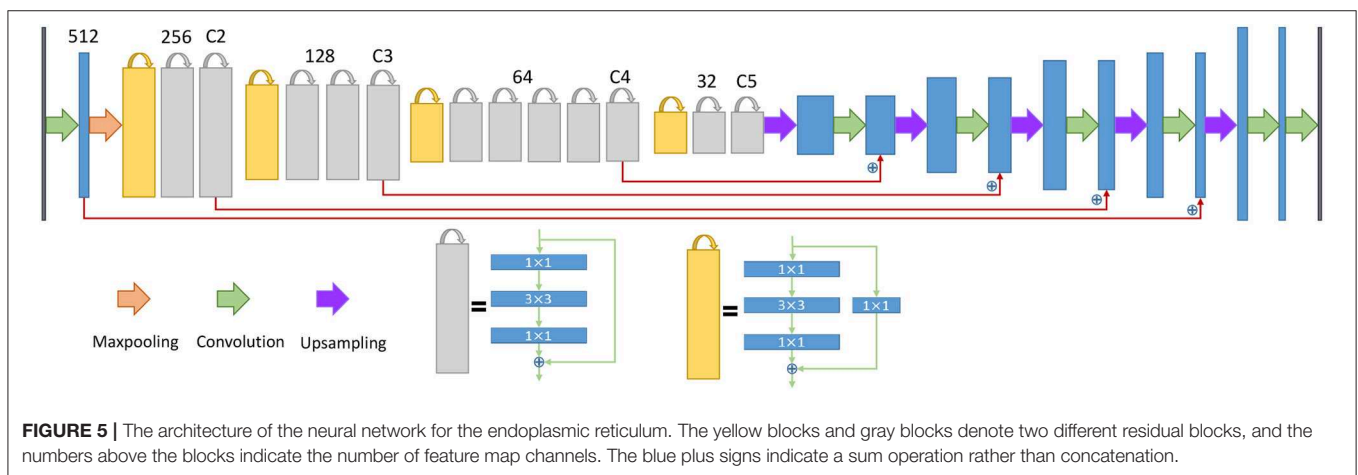 512
256 C2
128 C3
64 C4
32 C5
⊕ ⊕ ⊕ ⊕
Maxpooling Convolution Upsampling
=
1×1
3×3
1×1
⊕
=
1×1
3×3 1×1
1×1
⊕
FIGURE 5 | The architecture of the neural network for the endoplasmic reticulum. The yellow blocks and gray blocks denote two different residual blocks, and the
numbers above the blocks indicate the number of feature map channels. The blue plus signs indicate a sum operation rather than concatenation.